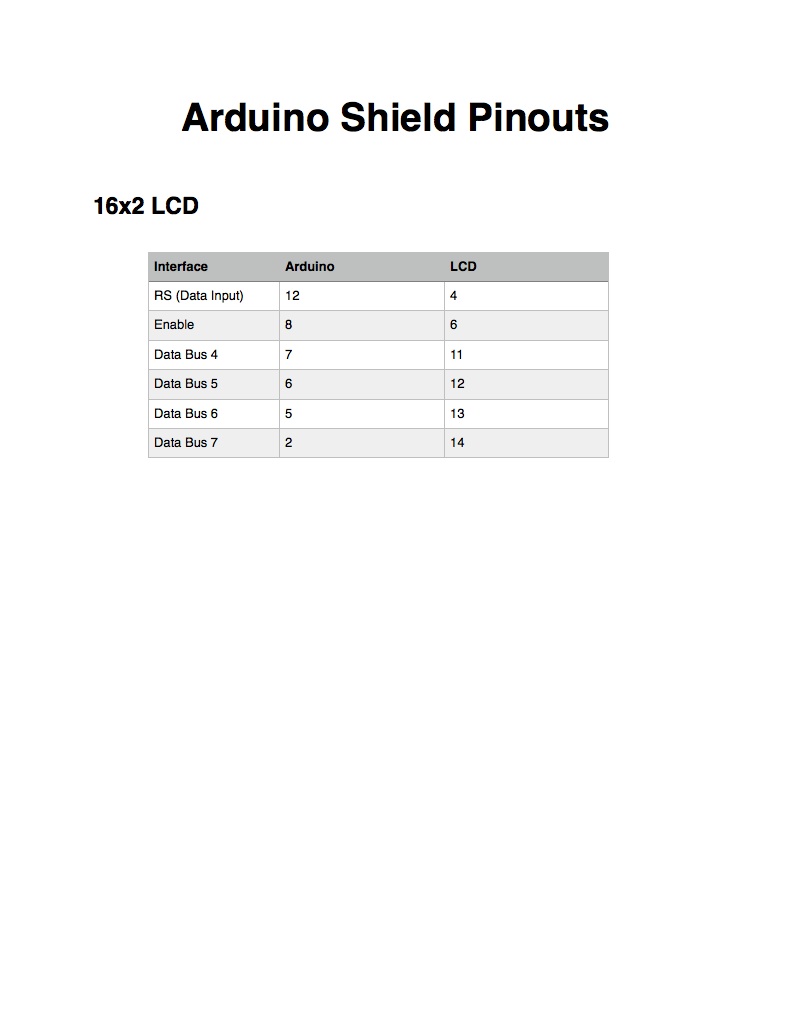 Arduino Shield Pinouts
16x2 LCD
Interface Arduino LCD
RS (Data Input) 12 4
Enable 8 6
Data Bus 4 7 11
Data Bus 5 6 12
Data Bus 6 5 13
Data Bus 7 2 14